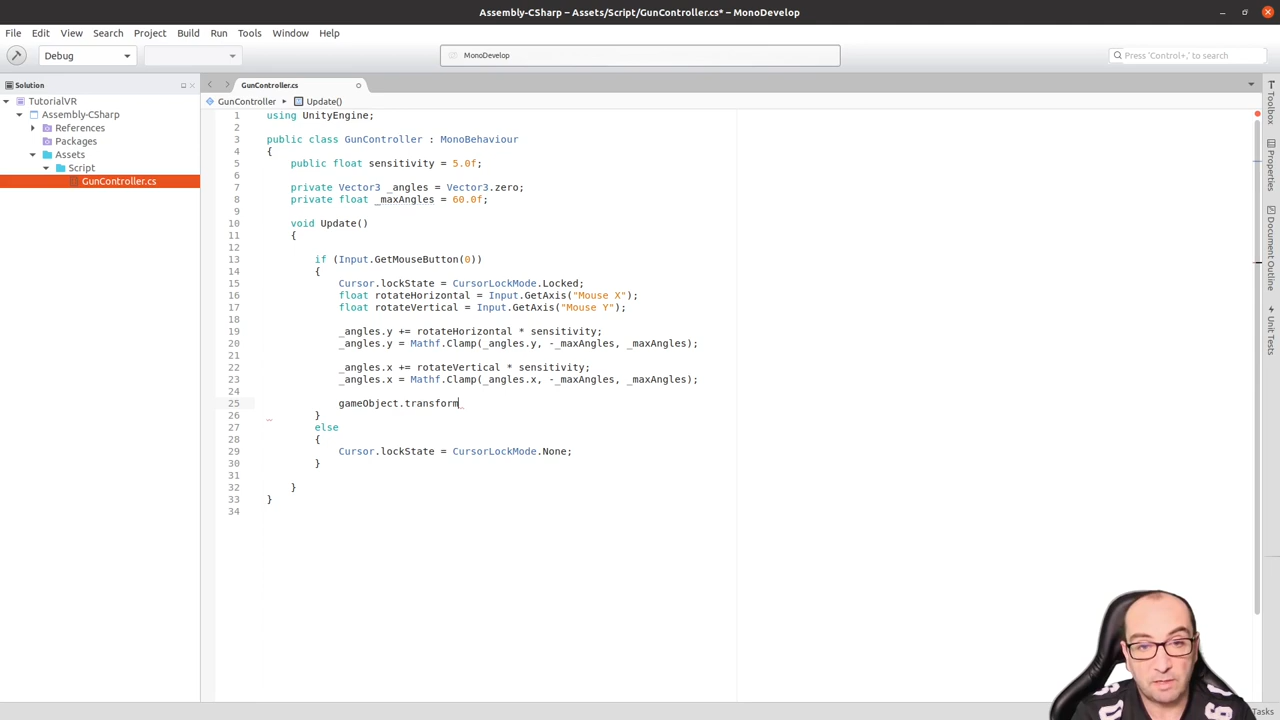 Assembly-CSharp – Assets/Script/GunController.cs* – MonoDevelop
File Edit View Search Project Build Run Tools Window Help
Debug MonoDevelop Press 'Control+,' to search
Solution GunController.cs
TutorialVR GunController Update()
Assembly-CSharp
References
Packages
Assets
Script
GunController.cs
1 using UnityEngine;
2
3 public class GunController : MonoBehaviour
4 {
5 public float sensitivity = 5.0f;
6
7 private Vector3 _angles = Vector3.zero;
8 private float _maxAngles = 60.0f;
9
10 void Update()
11 {
12
13 if (Input.GetMouseButton(0))
14 {
15 Cursor.lockState = CursorLockMode.Locked;
16 float rotateHorizontal = Input.GetAxis("Mouse X");
17 float rotateVertical = Input.GetAxis("Mouse Y");
18
19 _angles.y += rotateHorizontal * sensitivity;
20 _angles.y = Mathf.Clamp(_angles.y, -_maxAngles, _maxAngles);
21
22 _angles.x += rotateVertical * sensitivity;
23 _angles.x = Mathf.Clamp(_angles.x, -_maxAngles, _maxAngles);
24
25 gameObject.transform
26 }
27 else
28 {
29 Cursor.lockState = CursorLockMode.None;
30 }
31
32 }
33 }
34
Toolbox
Properties
Document Outline
Unit Tests
Tasks